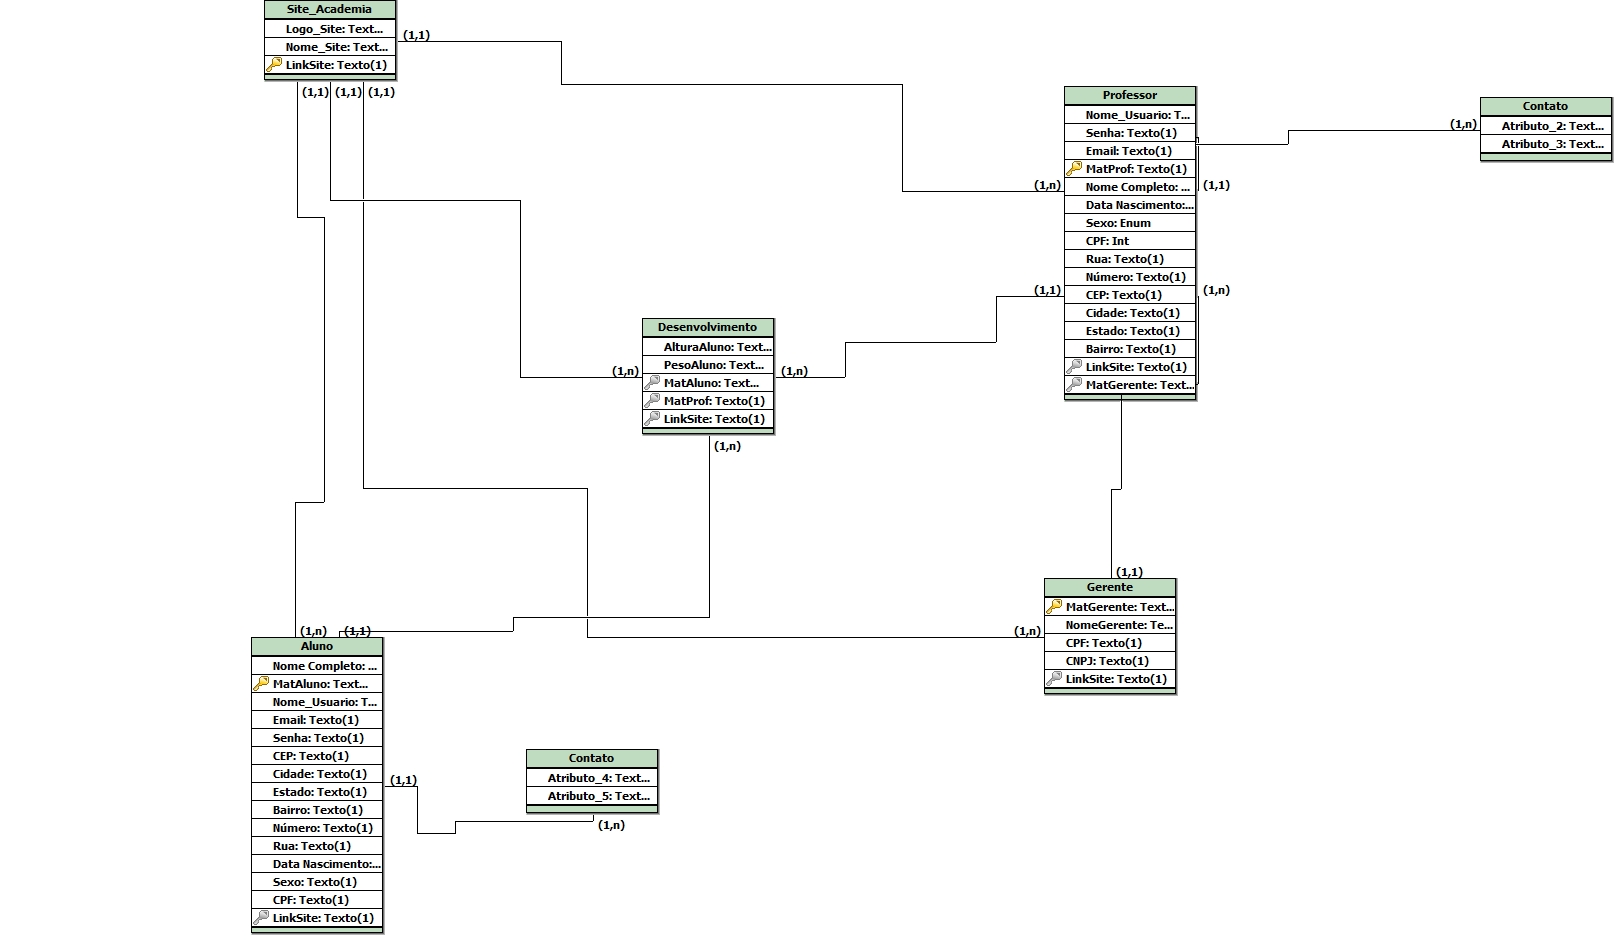 Site_Academia
Logo_Site: Text...
Nome_Site: Text...
LinkSite: Texto(1)
(1,1)
(1,1)
(1,1)
(1,1)
Professor
Nome_Usuario: T...
Senha: Texto(1)
Email: Texto(1)
MatProf: Texto(1)
Nome Completo: ...
Data Nascimento:...
Sexo: Enum
CPF: Int
Rua: Texto(1)
Número: Texto(1)
CEP: Texto(1)
Cidade: Texto(1)
Estado: Texto(1)
Bairro: Texto(1)
LinkSite: Texto(1)
MatGerente: Text...
(1,n)
(1,1)
(1,1)
(1,n)
Contato
Atributo_2: Text...
Atributo_3: Text...
(1,n)
Desenvolvimento
AlturaAluno: Text...
PesoAluno: Text...
MatAluno: Text...
MatProf: Texto(1)
LinkSite: Texto(1)
(1,n)
(1,n)
(1,n)
(1,1)
Gerente
MatGerente: Text...
NomeGerente: Te...
CPF: Texto(1)
CNPJ: Texto(1)
LinkSite: Texto(1)
(1,n)
(1,n)
(1,1)
Aluno
Nome Completo: ...
MatAluno: Text...
Nome_Usuario: T...
Email: Texto(1)
Senha: Texto(1)
CEP: Texto(1)
Cidade: Texto(1)
Estado: Texto(1)
Bairro: Texto(1)
Número: Texto(1)
Rua: Texto(1)
Data Nascimento:...
Sexo: Texto(1)
CPF: Texto(1)
LinkSite: Texto(1)
(1,1)
Contato
Atributo_4: Text...
Atributo_5: Text...
(1,n)